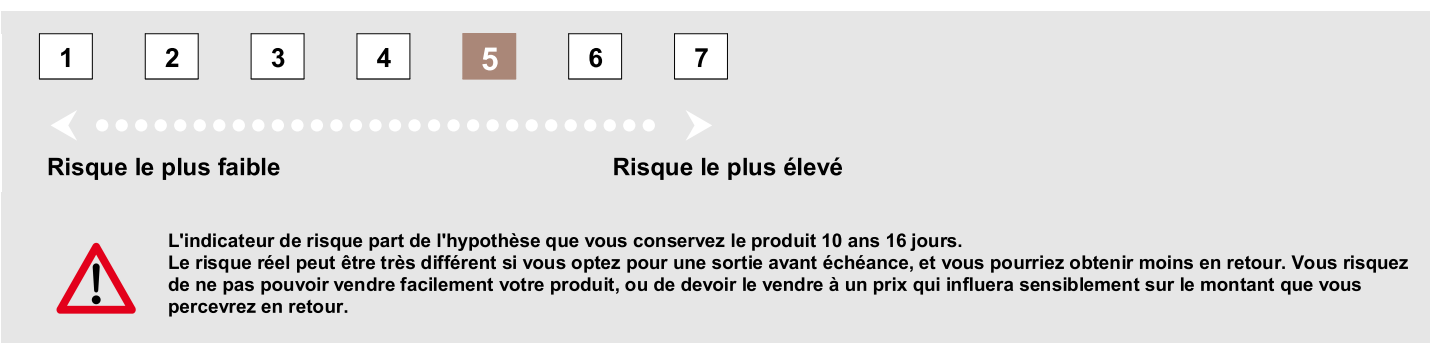 1 2 3 4 5 6 7
Risque le plus faible Risque le plus élevé
L'indicateur de risque part de l'hypothèse que vous conservez le produit 10 ans 16 jours.
Le risque réel peut être très différent si vous optez pour une sortie avant échéance, et vous pourriez obtenir moins en retour. Vous risquez
de ne pas pouvoir vendre facilement votre produit, ou de devoir le vendre à un prix qui influera sensiblement sur le montant que vous
percevrez en retour.